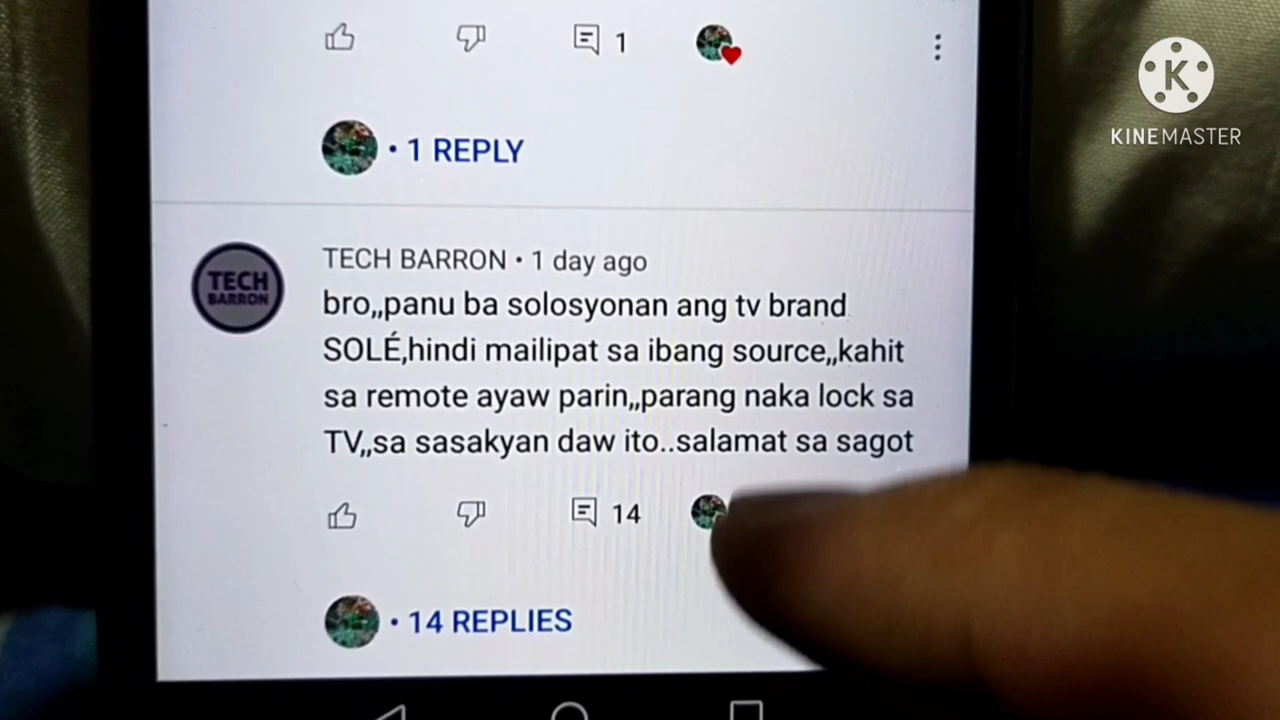 1
K
KINEMASTER
• 1 REPLY
TECH BARRON
TECH BARRON • 1 day ago
bro,,panu ba solosyonan ang tv brand
SOLÉ,hindi mailipat sa ibang source,,kahit
sa remote ayaw parin,,parang naka lock sa
TV,,sa sasakyan daw ito..salamat sa sagot
14
• 14 REPLIES